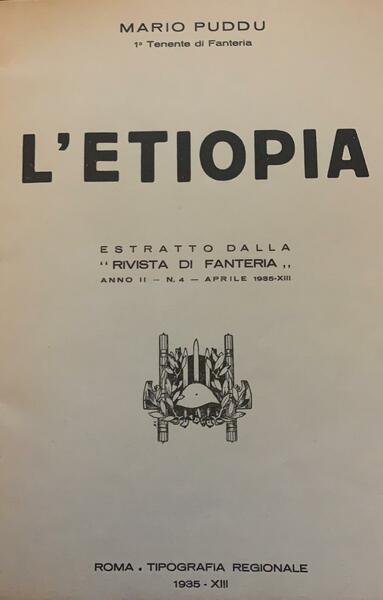 MARIO PUDDU
1° Tenente di Fanteria
L'ETIOPIA
ESTRATTO DALLA
“ RIVISTA DI FANTERIA „
ANNO II - N. 4 - APRILE 1935-XIII
ROMA . TIPOGRAFIA REGIONALE
1935 - XIII